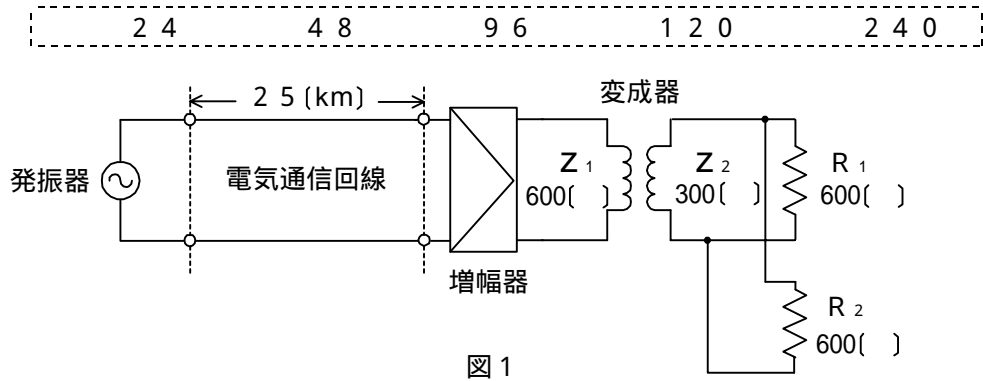 ２４ ４８ ９６ １２０ ２４０
２５〔km〕
変成器
発振器
電気通信回線
Ｚ１
600〔 〕
Ｚ２
300〔 〕
Ｒ１
600〔 〕
増幅器
Ｒ２
600〔 〕
図１